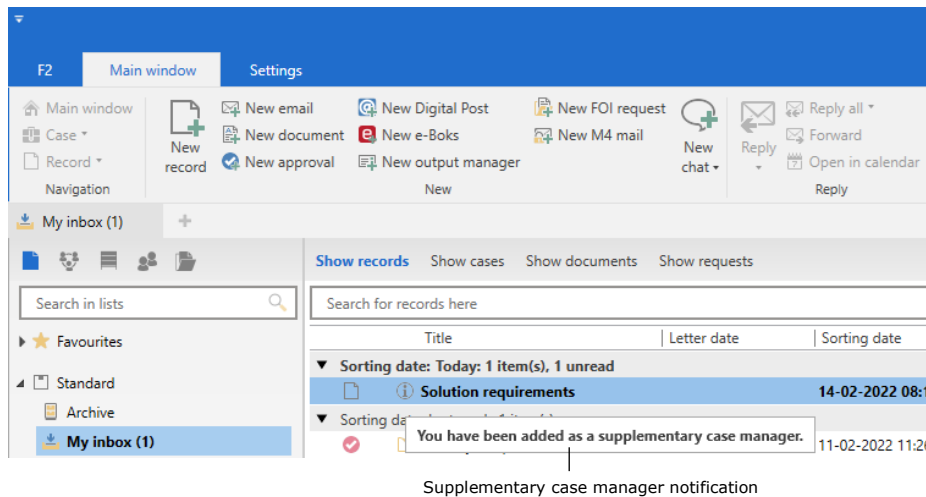 F2 Main window Settings
Main window
Case
Record
Navigation
New
record
New email
New document
New approval
New Digital Post
New e-Boks
New output manager
New FOI request
New M4 mail
New
New
chat
Reply
Reply all
Forward
Open in calendar
Reply
My inbox (1)
Show records Show cases Show documents Show requests
Search in lists
Search for records here
Favourites
Title Letter date Sorting date
Sorting date: Today: 1 item(s), 1 unread
Standard
Solution requirements 14-02-2022 08:1
Archive
Sorting da
My inbox (1)
You have been added as a supplementary case manager.
11-02-2022 11:26
Supplementary case manager notification